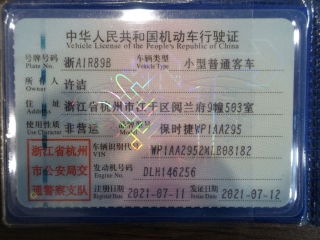 中华人民共和国机动车行驶证
Vehicle License of the People's Republic of China
号牌号码 浙A1R89B 车辆类型 小型普通客车
Plate No. Vehicle Type
所有人 许洁
Owner
住址 浙江省杭州市江干区阅兰府9幢503室
Address
使用性质 非营运 品牌型号 保时捷WP1AA295
Use Character Model
浙江省杭州 车辆识别代号 WP1AA2952MLB08182
VIN
市公安局交 发动机号码 DLH146256
Engine No.
通警察支队 注册日期 2021-07-11 发证日期 2021-07-12
Register Date Issue Date